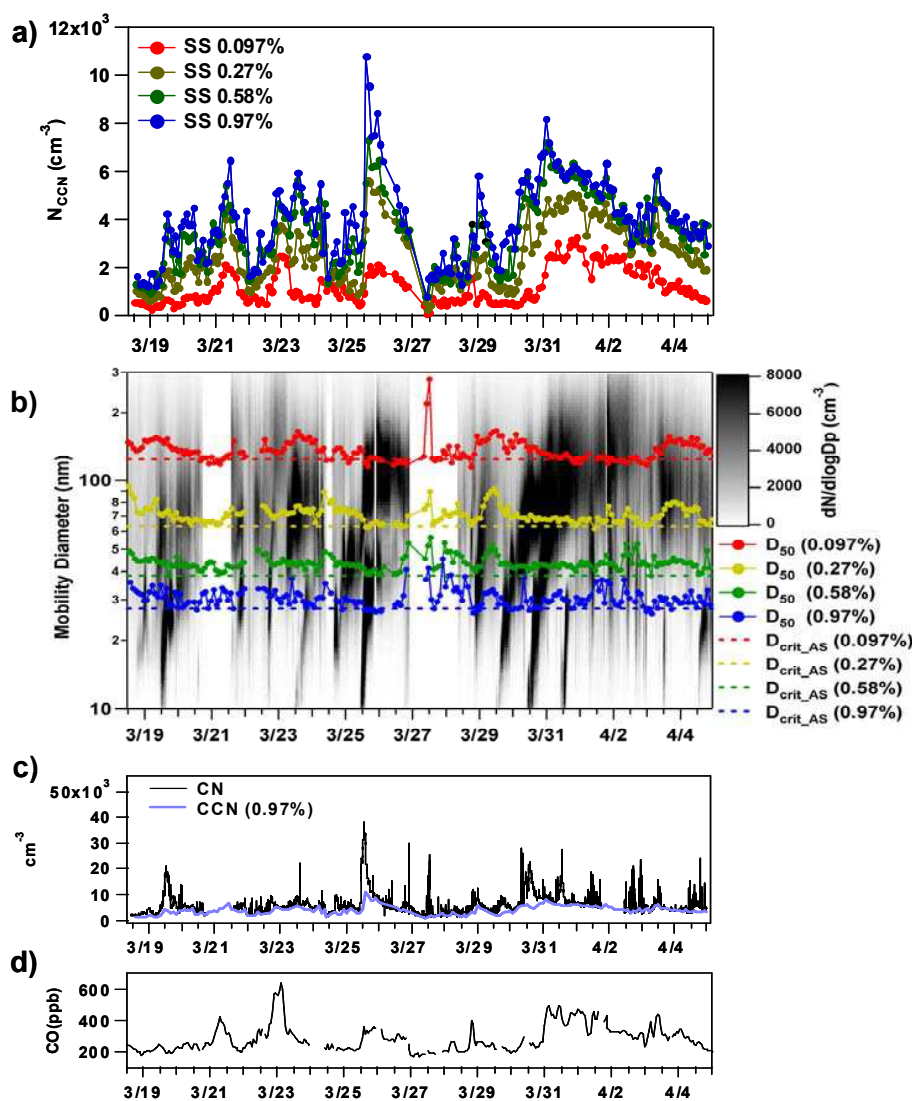 a)
12x10³
10
8
6
4
2
0
N_CCN (cm⁻³)
SS 0.097%
SS 0.27%
SS 0.58%
SS 0.97%
3/19 3/21 3/23 3/25 3/27 3/29 3/31 4/2 4/4
b)
3
2
100
8
7
6
5
4
3
2
10
Mobility Diameter (nm)
3/19 3/21 3/23 3/25 3/27 3/29 3/31 4/2 4/4
8000
6000
4000
2000
0
dN/dlogDp (cm⁻³)
D₅₀ (0.097%)
D₅₀ (0.27%)
D₅₀ (0.58%)
D₅₀ (0.97%)
D_crit_AS (0.097%)
D_crit_AS (0.27%)
D_crit_AS (0.58%)
D_crit_AS (0.97%)
c)
50x10³
40
30
20
10
0
cm⁻³
CN
CCN (0.97%)
3/19 3/21 3/23 3/25 3/27 3/29 3/31 4/2 4/4
d)
600
400
200
CO(ppb)
3/19 3/21 3/23 3/25 3/27 3/29 3/31 4/2 4/4